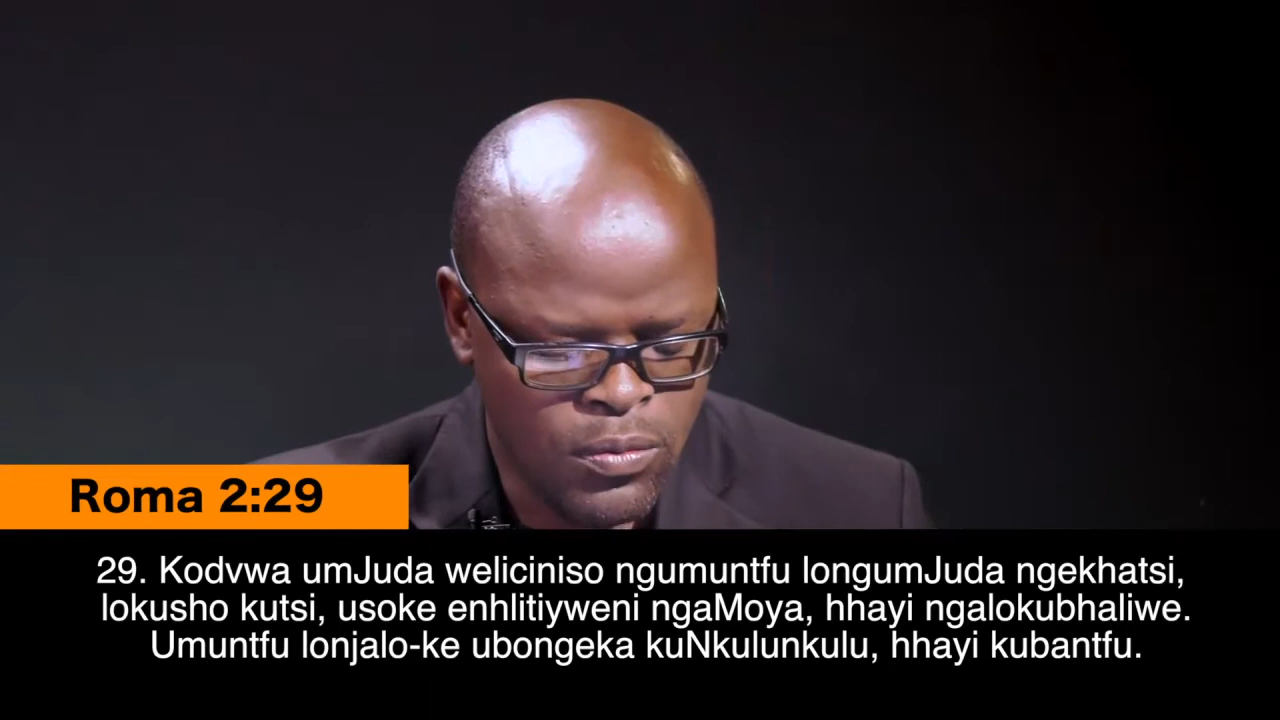 Roma 2:29
29. Kodvwa umJuda weliciniso ngumuntfu longumJuda ngekhatsi,
lokusho kutsi, usoke enhlitiyweni ngaMoya, hhayi ngalokubhaliwe.
Umuntfu lonjalo-ke ubongeka kuNkulunkulu, hhayi kubantfu.